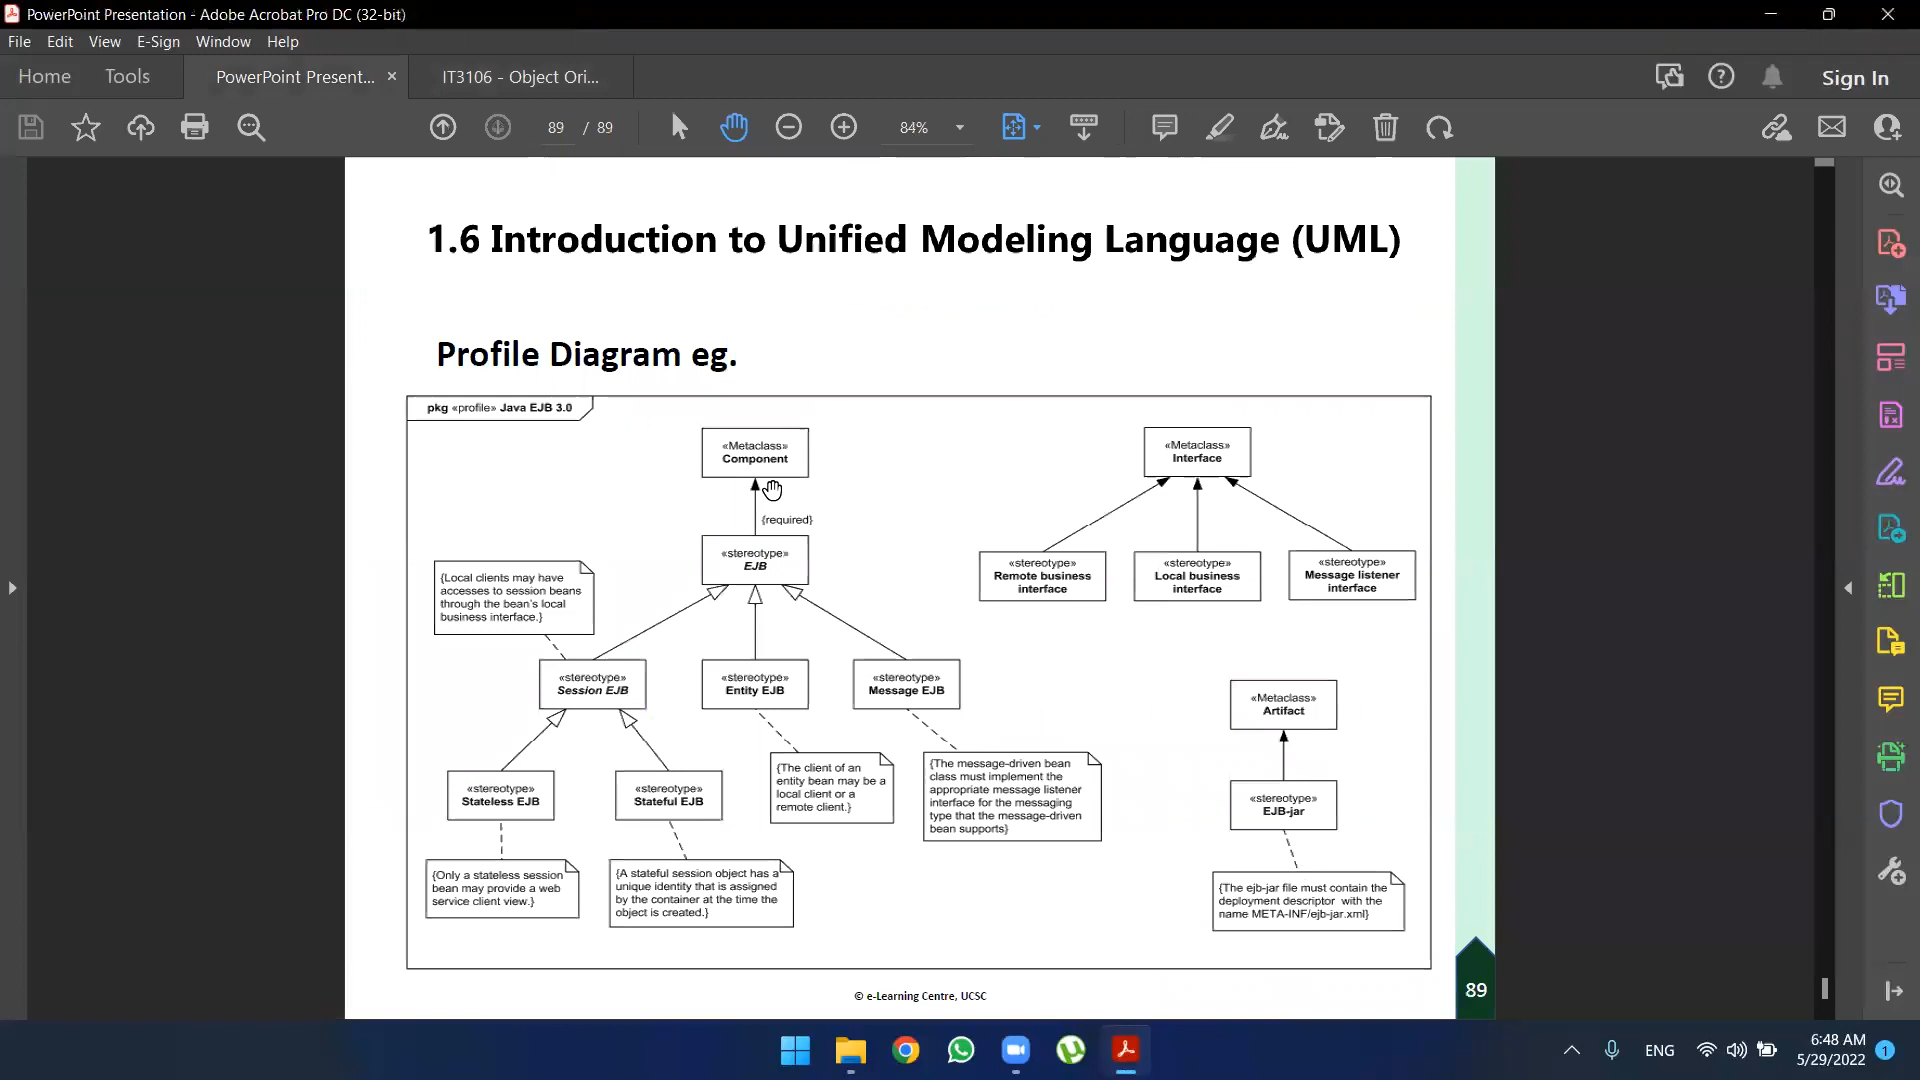 PowerPoint Presentation - Adobe Acrobat Pro DC (32-bit)
File Edit View E-Sign Window Help
Home Tools PowerPoint Present... × IT3106 - Object Ori... Sign In
89 / 89 84%
1.6 Introduction to Unified Modeling Language (UML)
Profile Diagram eg.
pkg «profile» Java EJB 3.0
«Metaclass»
Component
«Metaclass»
Interface
{required}
«stereotype»
EJB
«stereotype»
Remote business
interface
«stereotype»
Local business
interface
«stereotype»
Message listener
interface
{Local clients may have
accesses to session beans
through the bean's local
business interface.}
«stereotype»
Session EJB
«stereotype»
Entity EJB
«stereotype»
Message EJB
«Metaclass»
Artifact
«stereotype»
Stateless EJB
«stereotype»
Stateful EJB
{The client of an
entity bean may be a
local client or a
remote client.}
{The message-driven bean
class must implement the
appropriate message listener
interface for the messaging
type that the message-driven
bean supports}
«stereotype»
EJB-jar
{Only a stateless session
bean may provide a web
service client view.}
{A stateful session object has a
unique identity that is assigned
by the container at the time the
object is created.}
{The ejb-jar file must contain the
deployment descriptor with the
name META-INF/ejb-jar.xml}
© e-Learning Centre, UCSC
89
ENG
6:48 AM
5/29/2022
1